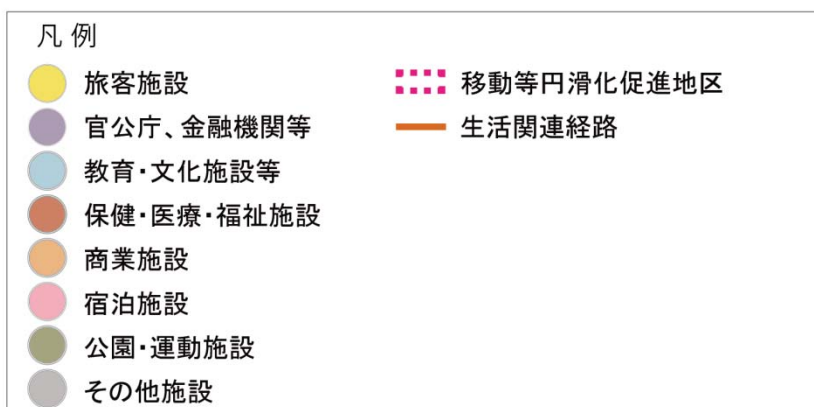 凡例
旅客施設
官公庁、金融機関等
教育・文化施設等
保健・医療・福祉施設
商業施設
宿泊施設
公園・運動施設
その他施設
移動等円滑化促進地区
生活関連経路